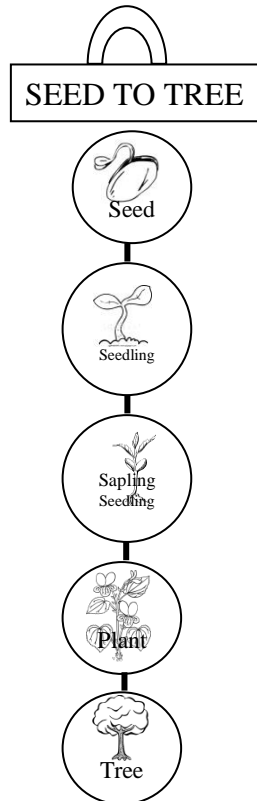 SEED TO TREE
Seed
Seedling
Sapling
Seedling
Plant
Tree